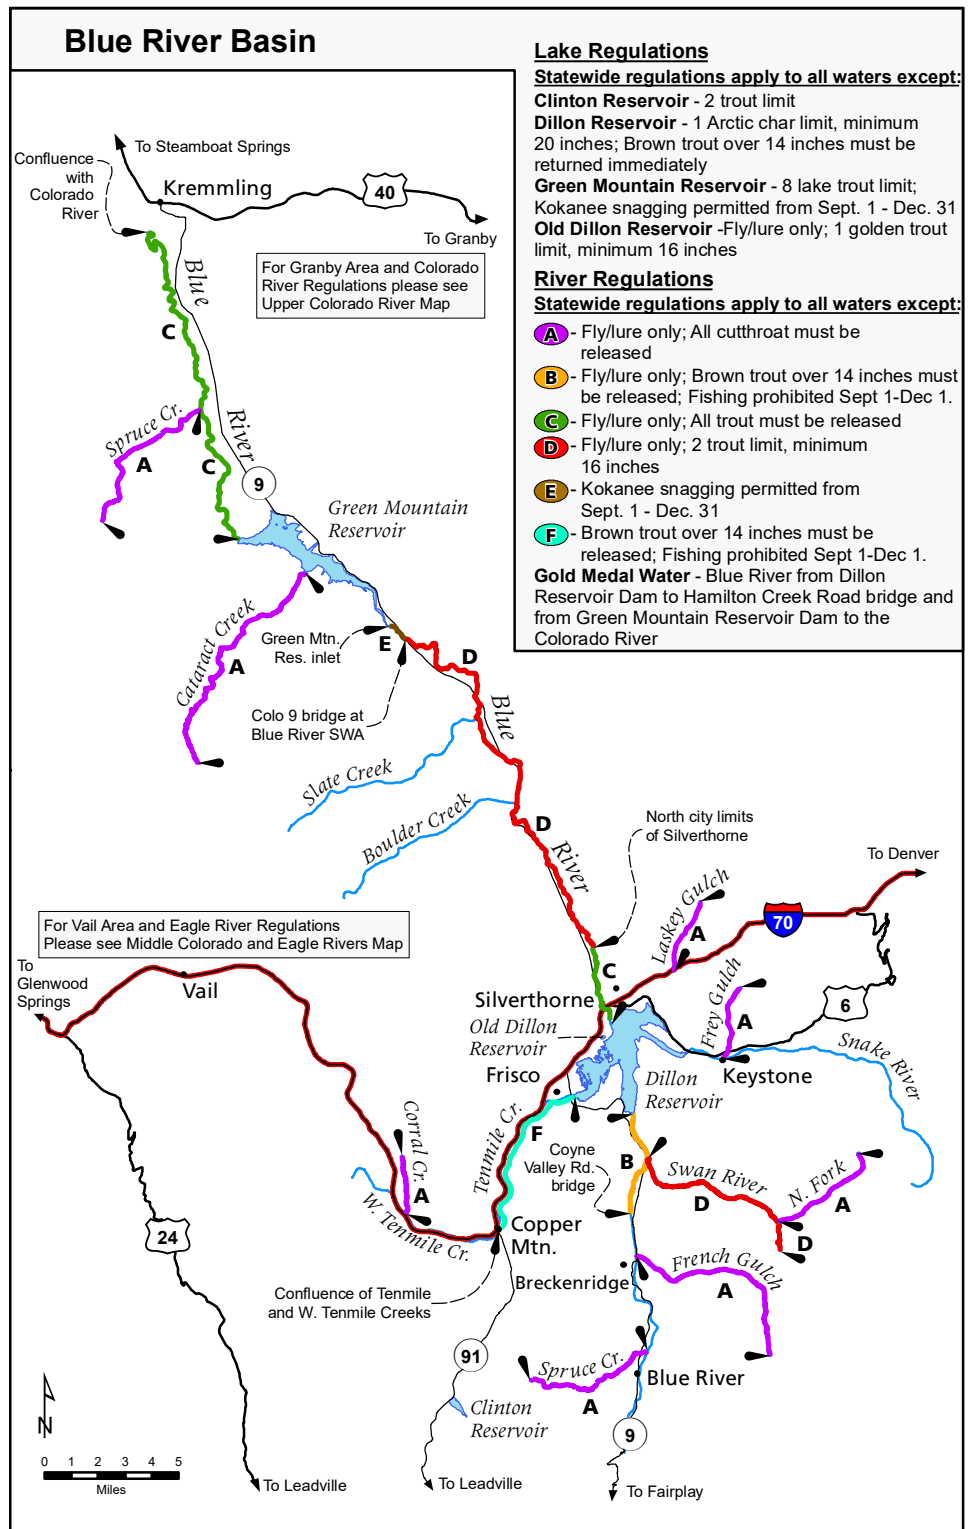 Blue River Basin
Lake Regulations
Statewide regulations apply to all waters except:
Clinton Reservoir - 2 trout limit
Dillon Reservoir - 1 Arctic char limit, minimum
20 inches; Brown trout over 14 inches must be
returned immediately
Green Mountain Reservoir - 8 lake trout limit;
Kokanee snagging permitted from Sept. 1 - Dec. 31
Old Dillon Reservoir -Fly/lure only; 1 golden trout
limit, minimum 16 inches
River Regulations
Statewide regulations apply to all waters except:
A - Fly/lure only; All cutthroat must be
released
B - Fly/lure only; Brown trout over 14 inches must
be released; Fishing prohibited Sept 1-Dec 1.
C - Fly/lure only; All trout must be released
D - Fly/lure only; 2 trout limit, minimum
16 inches
E - Kokanee snagging permitted from
Sept. 1 - Dec. 31
F - Brown trout over 14 inches must be
released; Fishing prohibited Sept 1-Dec 1.
Gold Medal Water - Blue River from Dillon
Reservoir Dam to Hamilton Creek Road bridge and
from Green Mountain Reservoir Dam to the
Colorado River
To Steamboat Springs
Confluence
with
Colorado
River
Kremmling
40
To Granby
For Granby Area and Colorado
River Regulations please see
Upper Colorado River Map
Blue
C
Spruce Cr.
A
C
River
9
Green Mountain
Reservoir
Cataract Creek
A
Green Mtn.
Res. inlet
E
D
Colo 9 bridge at
Blue River SWA
Blue
Slate Creek
Boulder Creek
D
River
North city limits
of Silverthorne
To Denver
For Vail Area and Eagle River Regulations
Please see Middle Colorado and Eagle Rivers Map
Laskey Gulch
A
70
To
Glenwood
Springs
Vail
C
Silverthorne
Frey Gulch
A
6
Old Dillon
Reservoir
Snake River
Frisco
Keystone
Dillon
Reservoir
Corral Cr.
A
Tenmile Cr.
F
Coyne
Valley Rd.
bridge
B
Swan River
D
N. Fork
A
D
W. Tenmile Cr.
Copper
Mtn.
24
French Gulch
A
Breckenridge
Confluence of Tenmile
and W. Tenmile Creeks
91
Spruce Cr.
A
Blue River
Clinton
Reservoir
9
N
0 1 2 3 4 5
Miles
To Leadville
To Leadville
To Fairplay